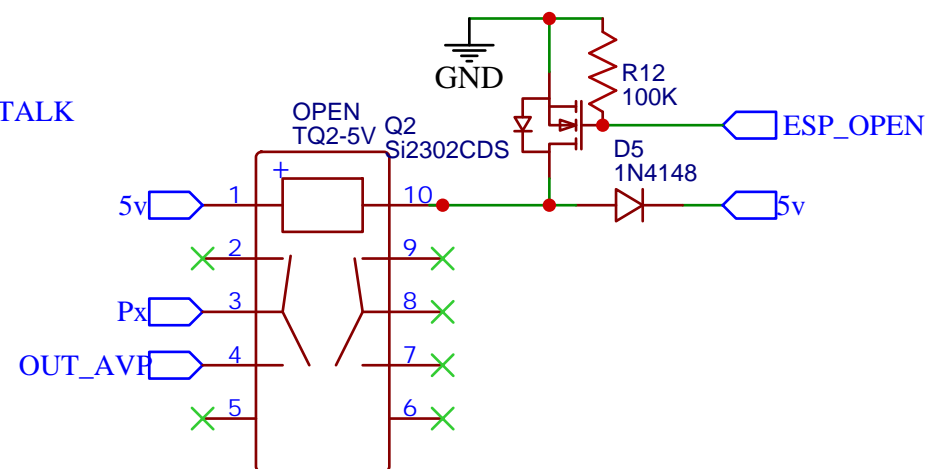 GND
R12
100K
TALK
OPEN
TQ2-5V
Q2
Si2302CDS
ESP_OPEN
D5
1N4148
+
5v
1
10
5v
2
9
Px
3
8
OUT_AVP
4
7
5
6